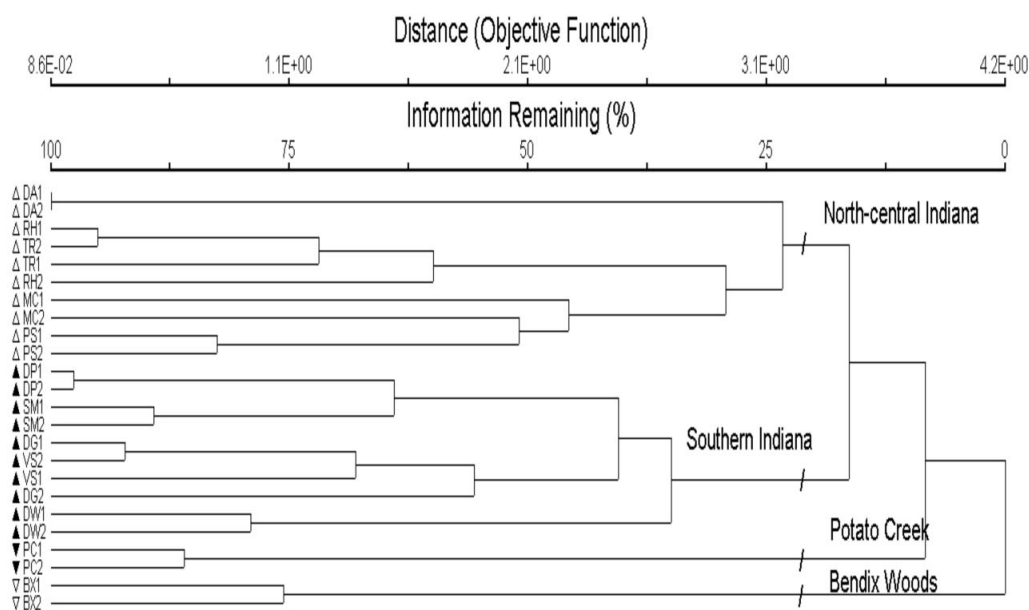 Distance (Objective Function)
8.6E-02 1.1E+00 2.1E+00 3.1E+00 4.2E+00
Information Remaining (%)
100 75 50 25 0
DA1
DA2
North-central Indiana
RH1
TR2
TR1
RH2
MC1
MC2
PS1
PS2
DP1
DP2
SM1
SM2
Southern Indiana
DG1
VS2
VS1
DG2
DW1
DW2
Potato Creek
PC1
PC2
Bendix Woods
BX1
BX2